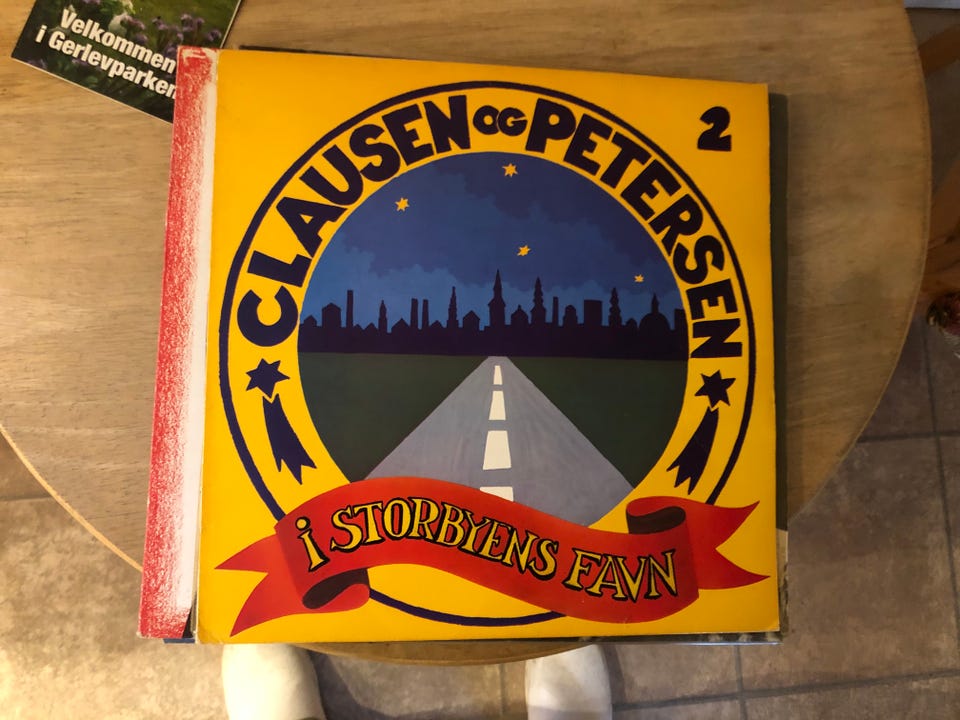 Velkommen
i Gerlevparken
CLAUSEN OG PETERSEN
2
i STORBYENS FAVN